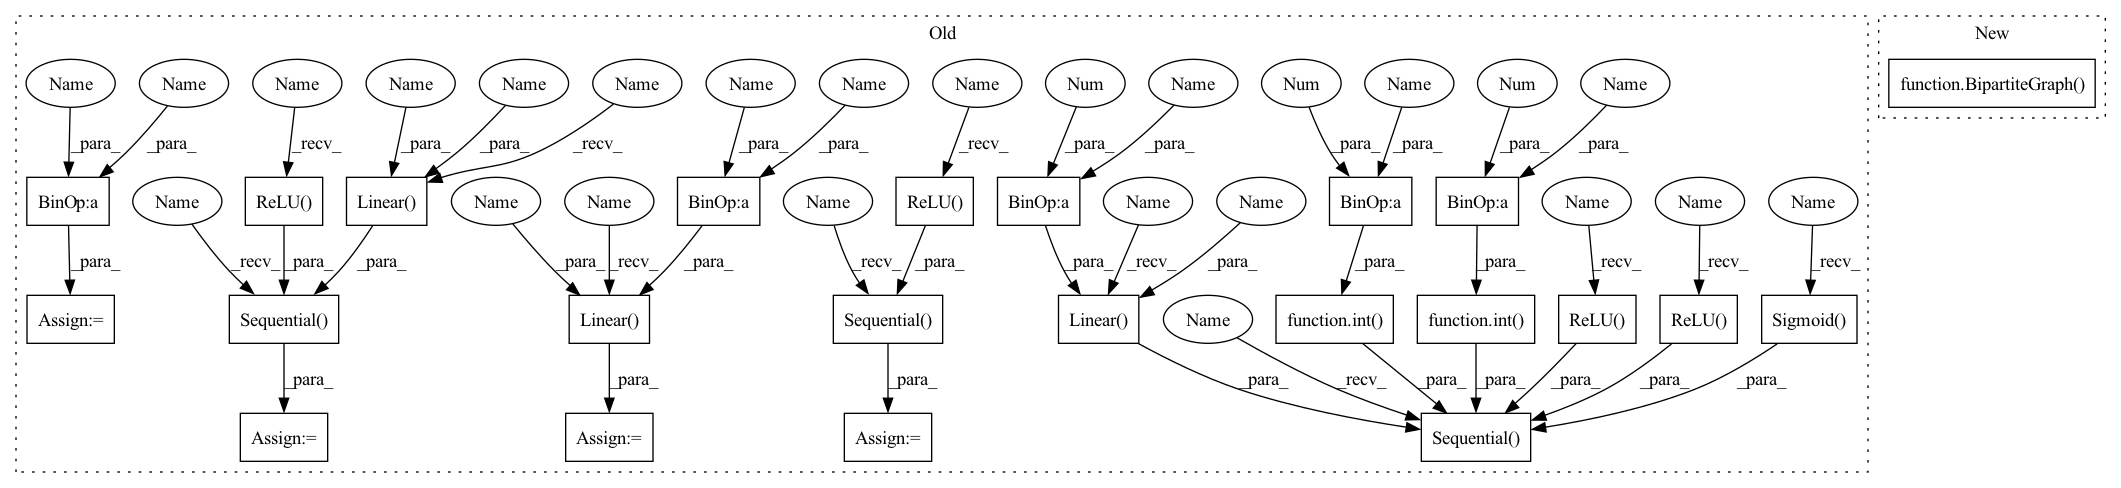 Old
New
Name
Name
Name
Name
Name
Name
Name
Name
Name
Num
Name
Num
Name
Num
Name
function.BipartiteGraph()
_para_
_para_
_recv_
_para_
_para_
_recv_
_para_
_para_
_recv_
_para_
_para_
_para_
_para_
_para_
_para_
BinOp:a
Name
ReLU()
Linear()
Name
Name
BinOp:a
Name
ReLU()
BinOp:a
Name
Name
BinOp:a
BinOp:a
Name
Name
Name
_para_
_recv_
_para_
_para_
_para_
_recv_
_para_
_recv_
_para_
_para_
_recv_
_para_
_para_
_para_
_recv_
_recv_
_recv_
Assign:=
Sequential()
Linear()
Sequential()
Linear()
Name
function.int()
function.int()
ReLU()
ReLU()
Sigmoid()
_para_
_para_
_para_
_para_
_recv_
_para_
_para_
_para_
_para_
_para_
Assign:=
Assign:=
Assign:=
Sequential()